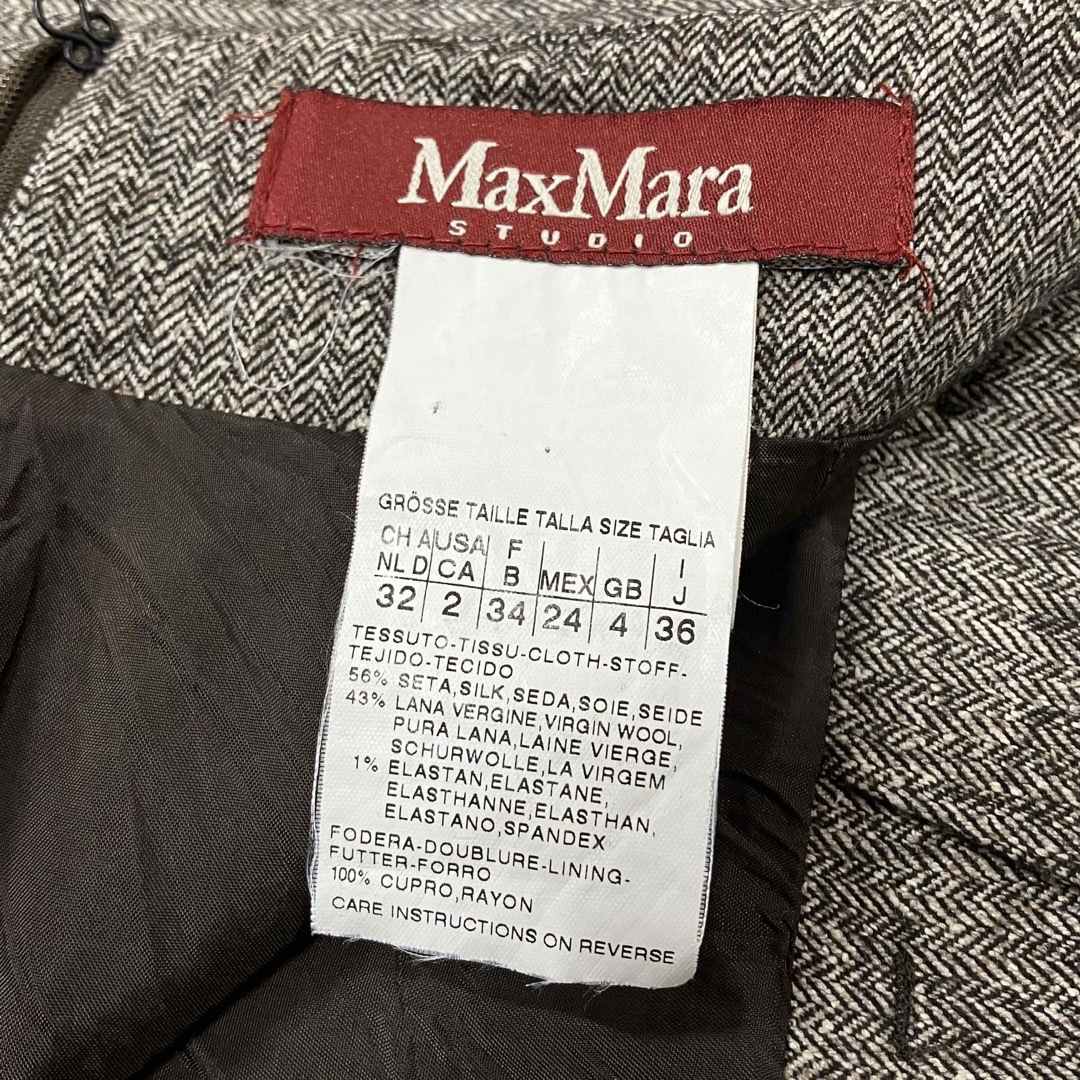 MaxMara
STUDIO
GRÖSSE TAILLE TALLA SIZE TAGLIA
CH A USA F MEX GB I
NL D CA B J
32 2 34 24 4 36
TESSUTO-TISSU-CLOTH-STOFF-
TEJIDO-TECIDO
56% SETA,SILK,SEDA,SOIE,SEIDE
43% LANA VERGINE,VIRGIN WOOL,
PURA LANA,LAINE VIERGE,
SCHURWOLLE,LA VIRGEM
1% ELASTAN,ELASTANE,
ELASTHANNE,ELASTHAN,
ELASTANO,SPANDEX
FODERA-DOUBLURE-LINING-
FUTTER-FORRO
100% CUPRO,RAYON
CARE INSTRUCTIONS ON REVERSE